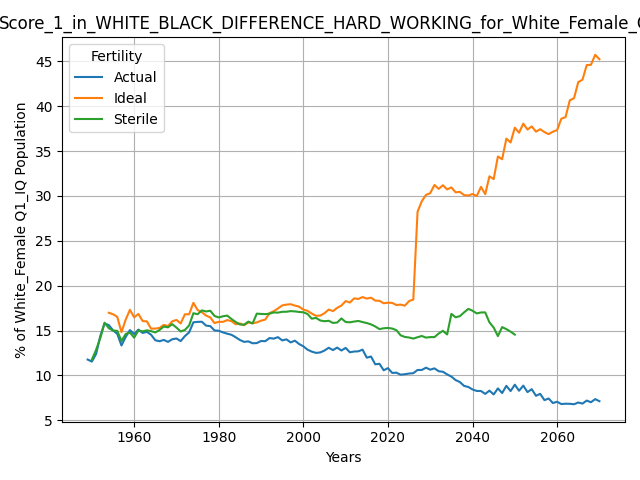 Score_1_in_WHITE_BLACK_DIFFERENCE_HARD_WORKING_for_White_Female_
Fertility
Actual
Ideal
Sterile
% of White_Female Q1_IQ Population
45
40
35
30
25
20
15
10
5
1960
1980
2000
2020
2040
2060
Years